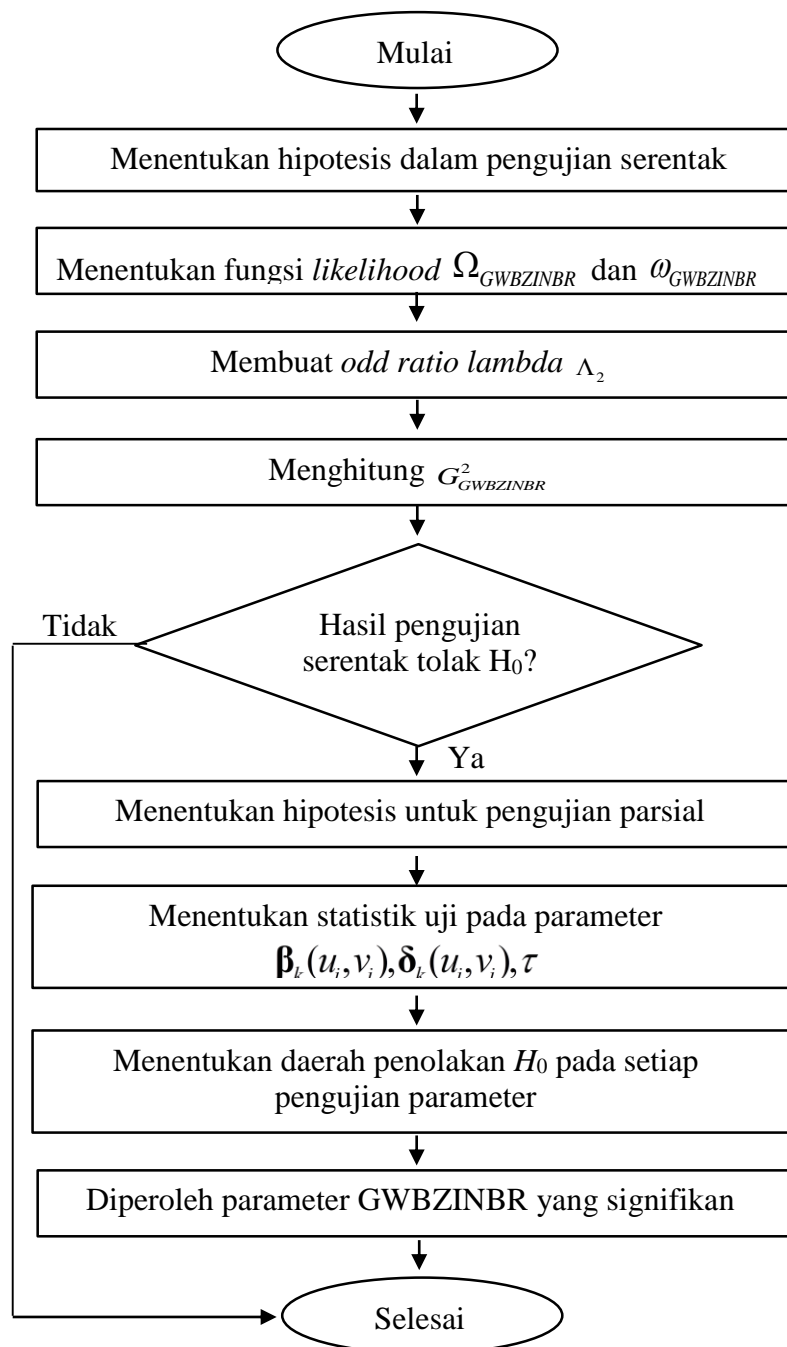 Mulai
Menentukan hipotesis dalam pengujian serentak
Menentukan fungsi likelihood Ω_GWBZINBR dan ω_GWBZINBR
Membuat odd ratio lambda Λ₂
Menghitung G²_GWBZINBR
Tidak
Hasil pengujian
serentak tolak H₀?
Ya
Menentukan hipotesis untuk pengujian parsial
Menentukan statistik uji pada parameter
β_k(u_i,v_i),δ_k(u_i,v_i),τ
Menentukan daerah penolakan H₀ pada setiap
pengujian parameter
Diperoleh parameter GWBZINBR yang signifikan
Selesai